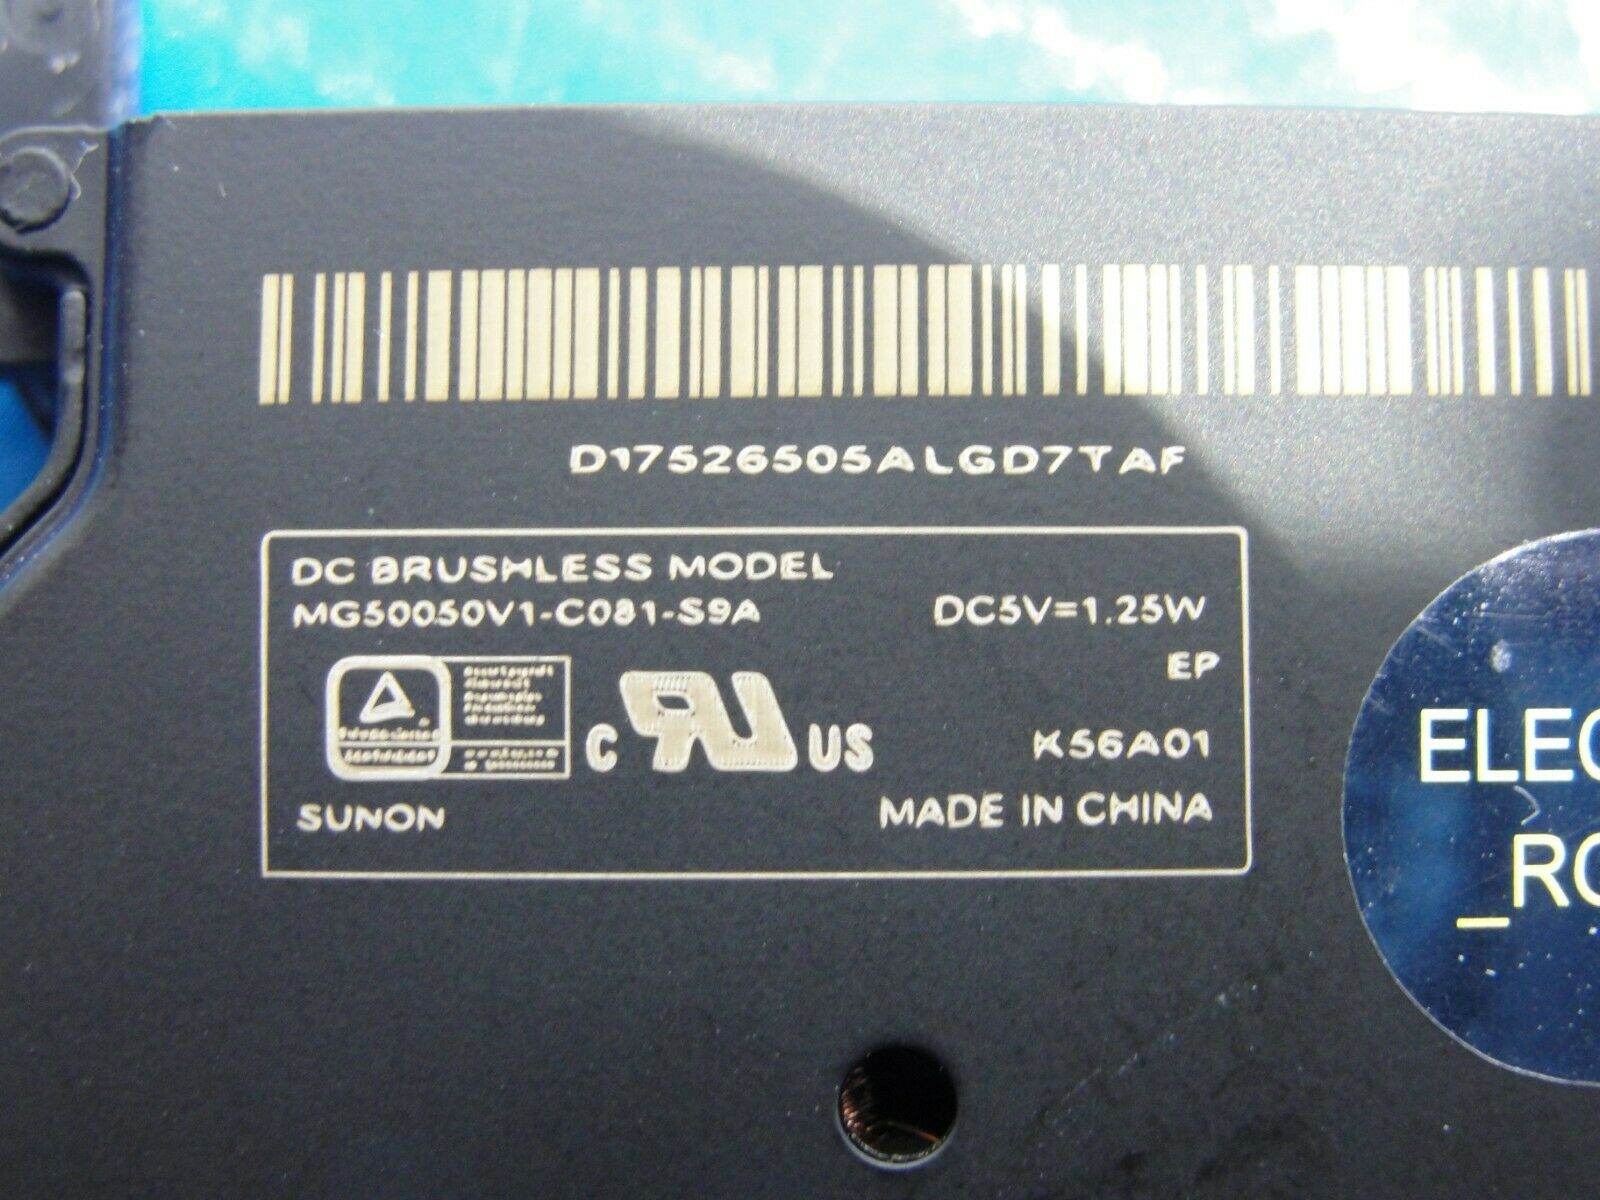 D17526505ALGD7TAF
DC BRUSHLESS MODEL
MG50050V1-C081-S9A
DC5V=1.25W
EP
C UL US
K56A01
SUNON
MADE IN CHINA
ELEC
_RO